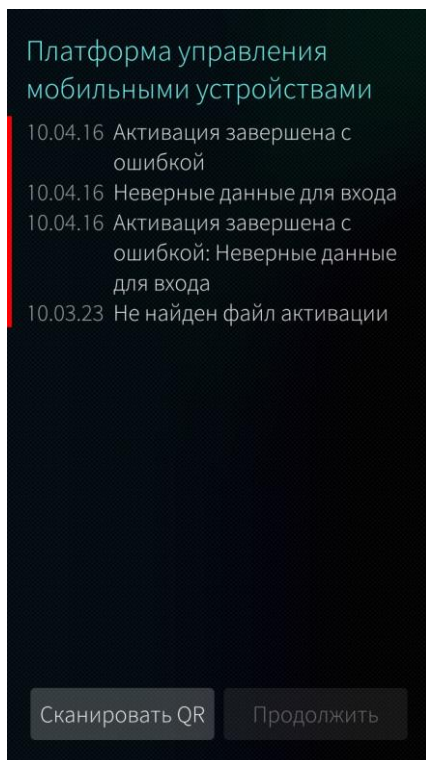 Платформа управления
мобильными устройствами
10.04.16 Активация завершена с
ошибкой
10.04.16 Неверные данные для входа
10.04.16 Активация завершена с
ошибкой: Неверные данные
для входа
10.03.23 Не найден файл активации
Сканировать QR Продолжить